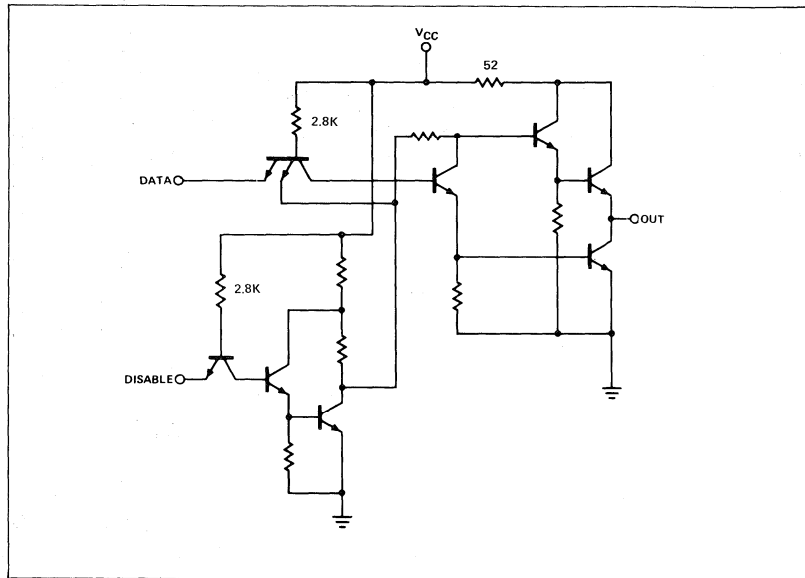 VCC
52
2.8K
DATA
OUT
2.8K
DISABLE